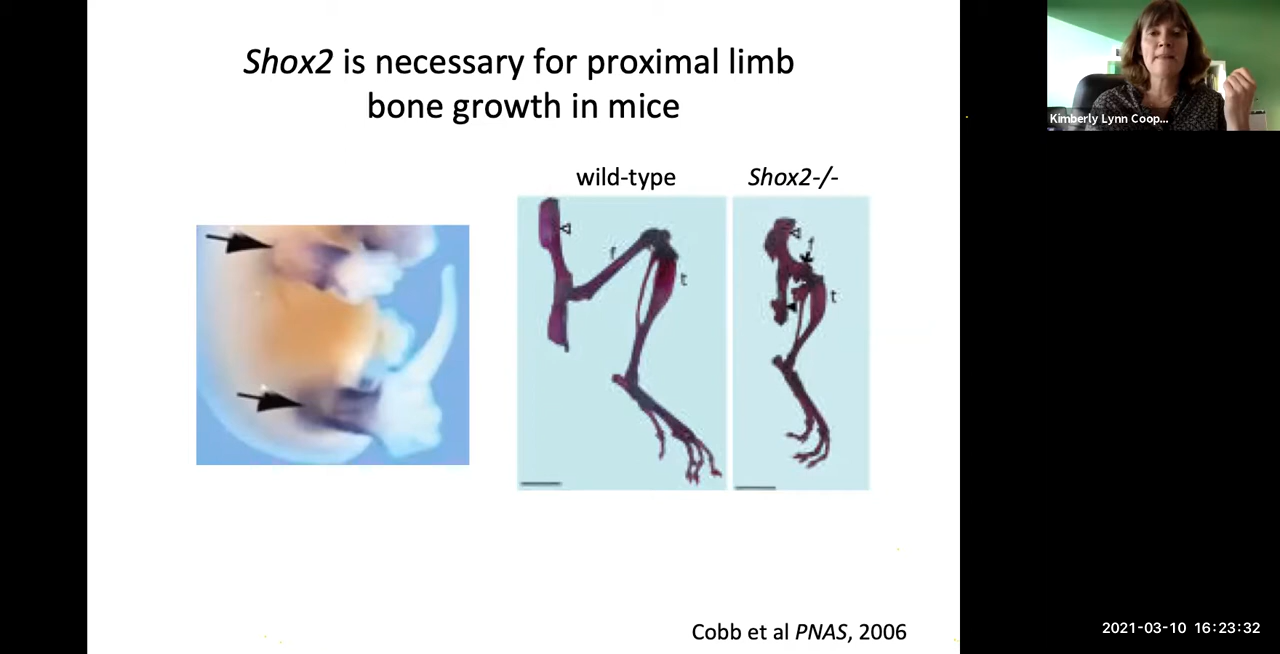 Shox2 is necessary for proximal limb
bone growth in mice
Kimberly Lynn Coop...
wild-type
Shox2-/-
f
t
f
t
Cobb et al PNAS, 2006
2021-03-10 16:23:32